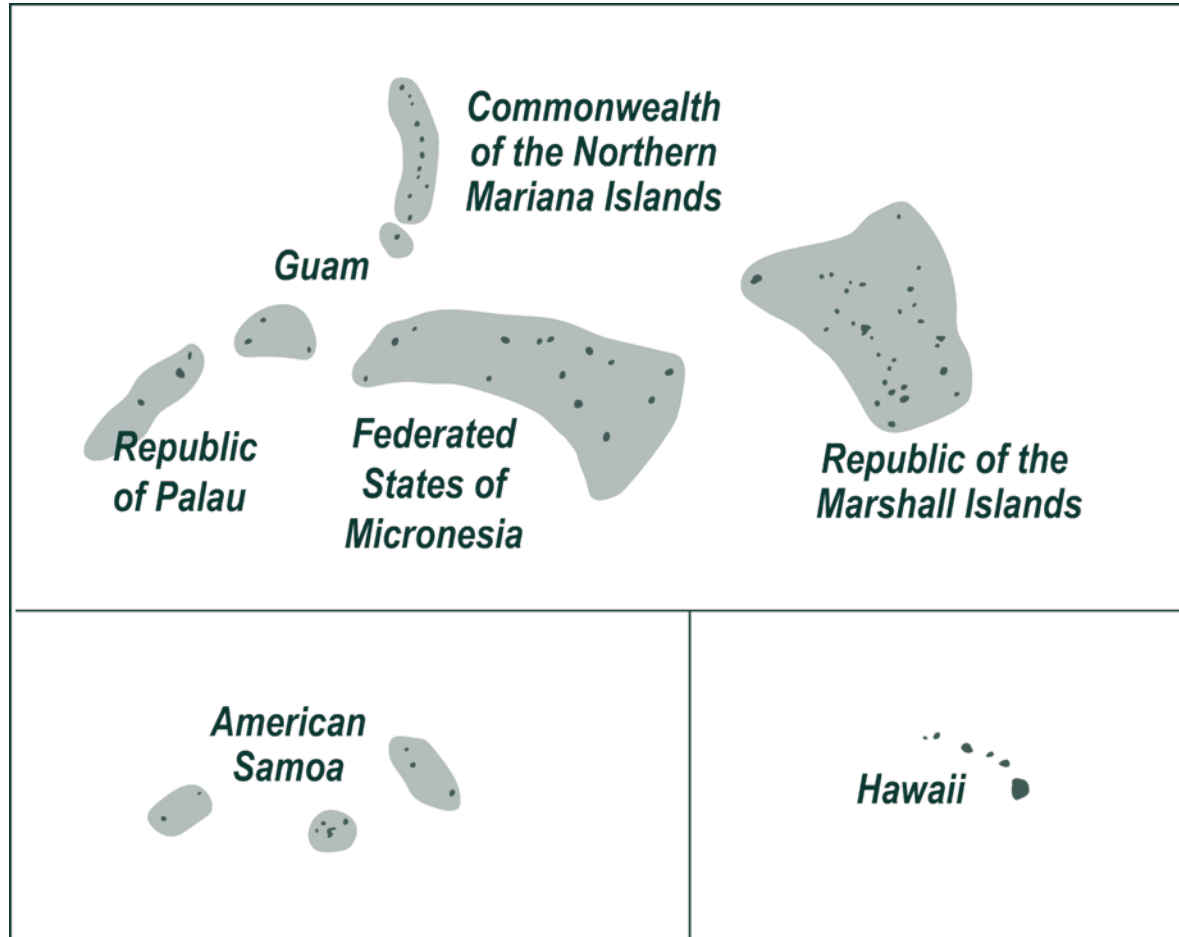 Commonwealth
of the Northern
Mariana Islands
Guam
Republic
of Palau
Federated
States of
Micronesia
Republic of the
Marshall Islands
American
Samoa
Hawaii